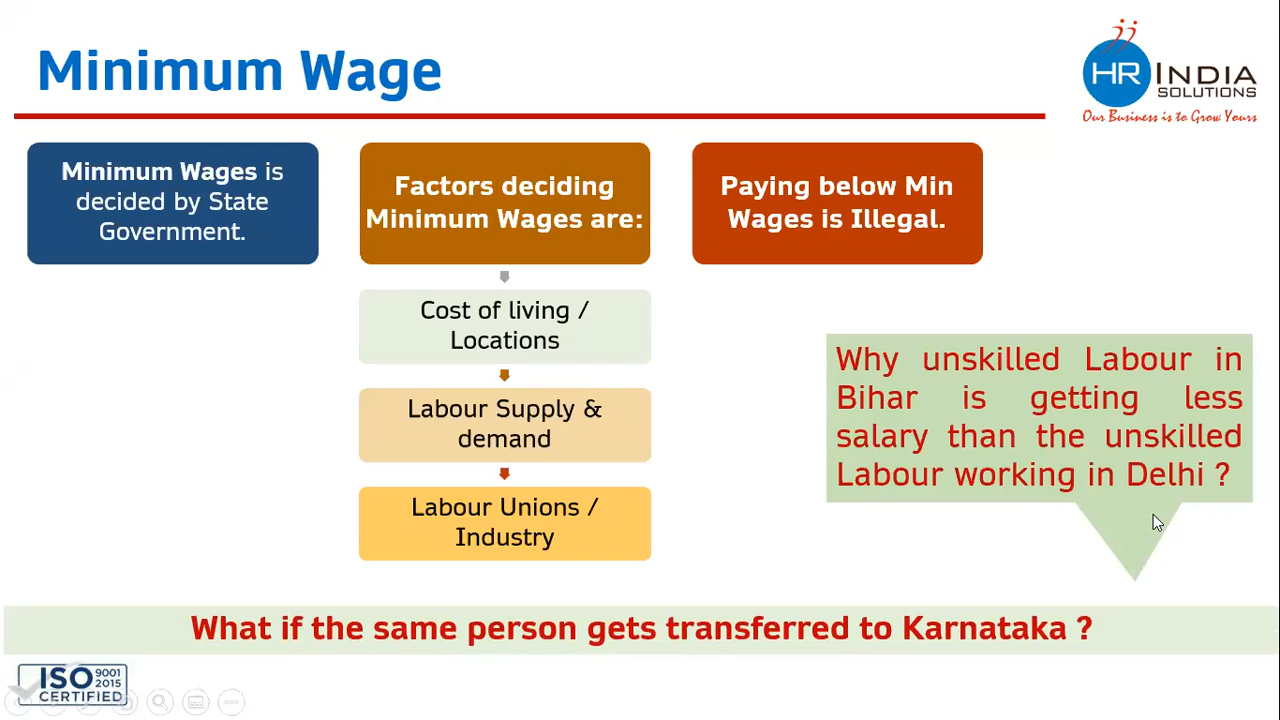 Minimum Wage
HR INDIA
SOLUTIONS
Our Business is to Grow Yours
Minimum Wages is
decided by State
Government.
Factors deciding
Minimum Wages are:
Cost of living /
Locations
Labour Supply &
demand
Labour Unions /
Industry
Paying below Min
Wages is Illegal.
Why unskilled Labour in
Bihar is getting less
salary than the unskilled
Labour working in Delhi ?
What if the same person gets transferred to Karnataka ?
ISO 9001
2015
CERTIFIED